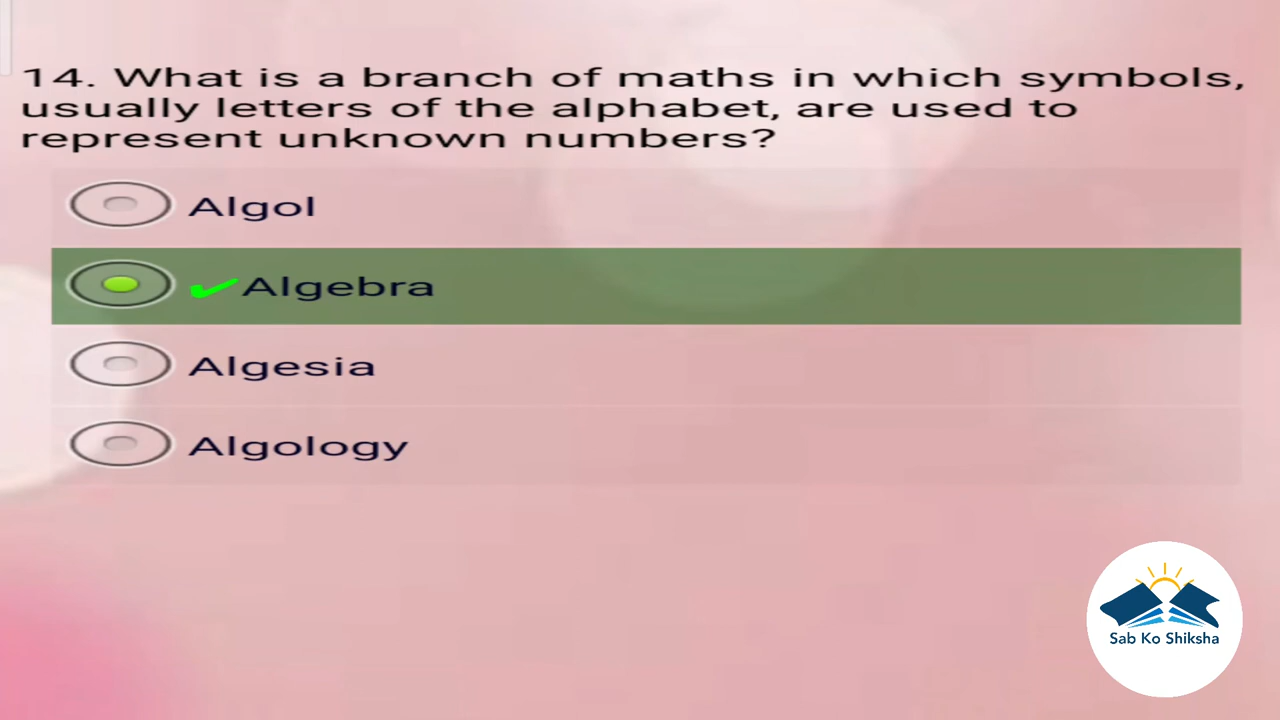 14. What is a branch of maths in which symbols,
usually letters of the alphabet, are used to
represent unknown numbers?
Algol
✔Algebra
Algesia
Algology
Sab Ko Shiksha